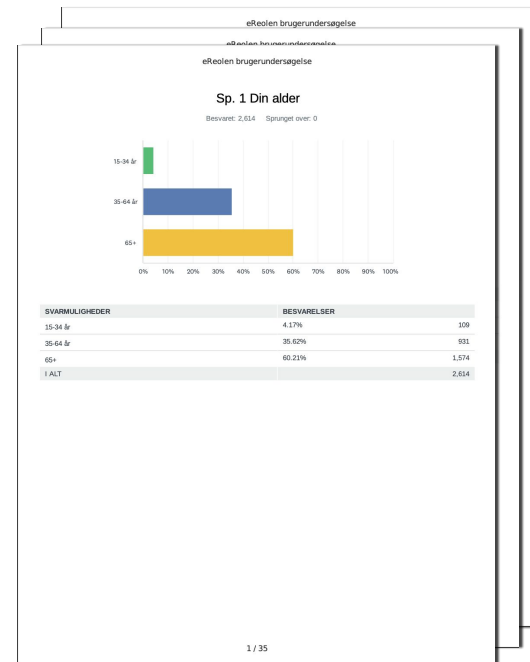 eReolen brugerundersøgelse
eReolen brugerundersøgelse
eReolen brugerundersøgelse
Sp. 1 Din alder
Besvaret: 2,614 Sprunget over: 0
15-34 år
35-64 år
65+
0% 10% 20% 30% 40% 50% 60% 70% 80% 90% 100%
SVARMULIGHEDER BESVARELSER
15-34 år 4.17% 109
35-64 år 35.62% 931
65+ 60.21% 1,574
I ALT 2,614
1 / 35